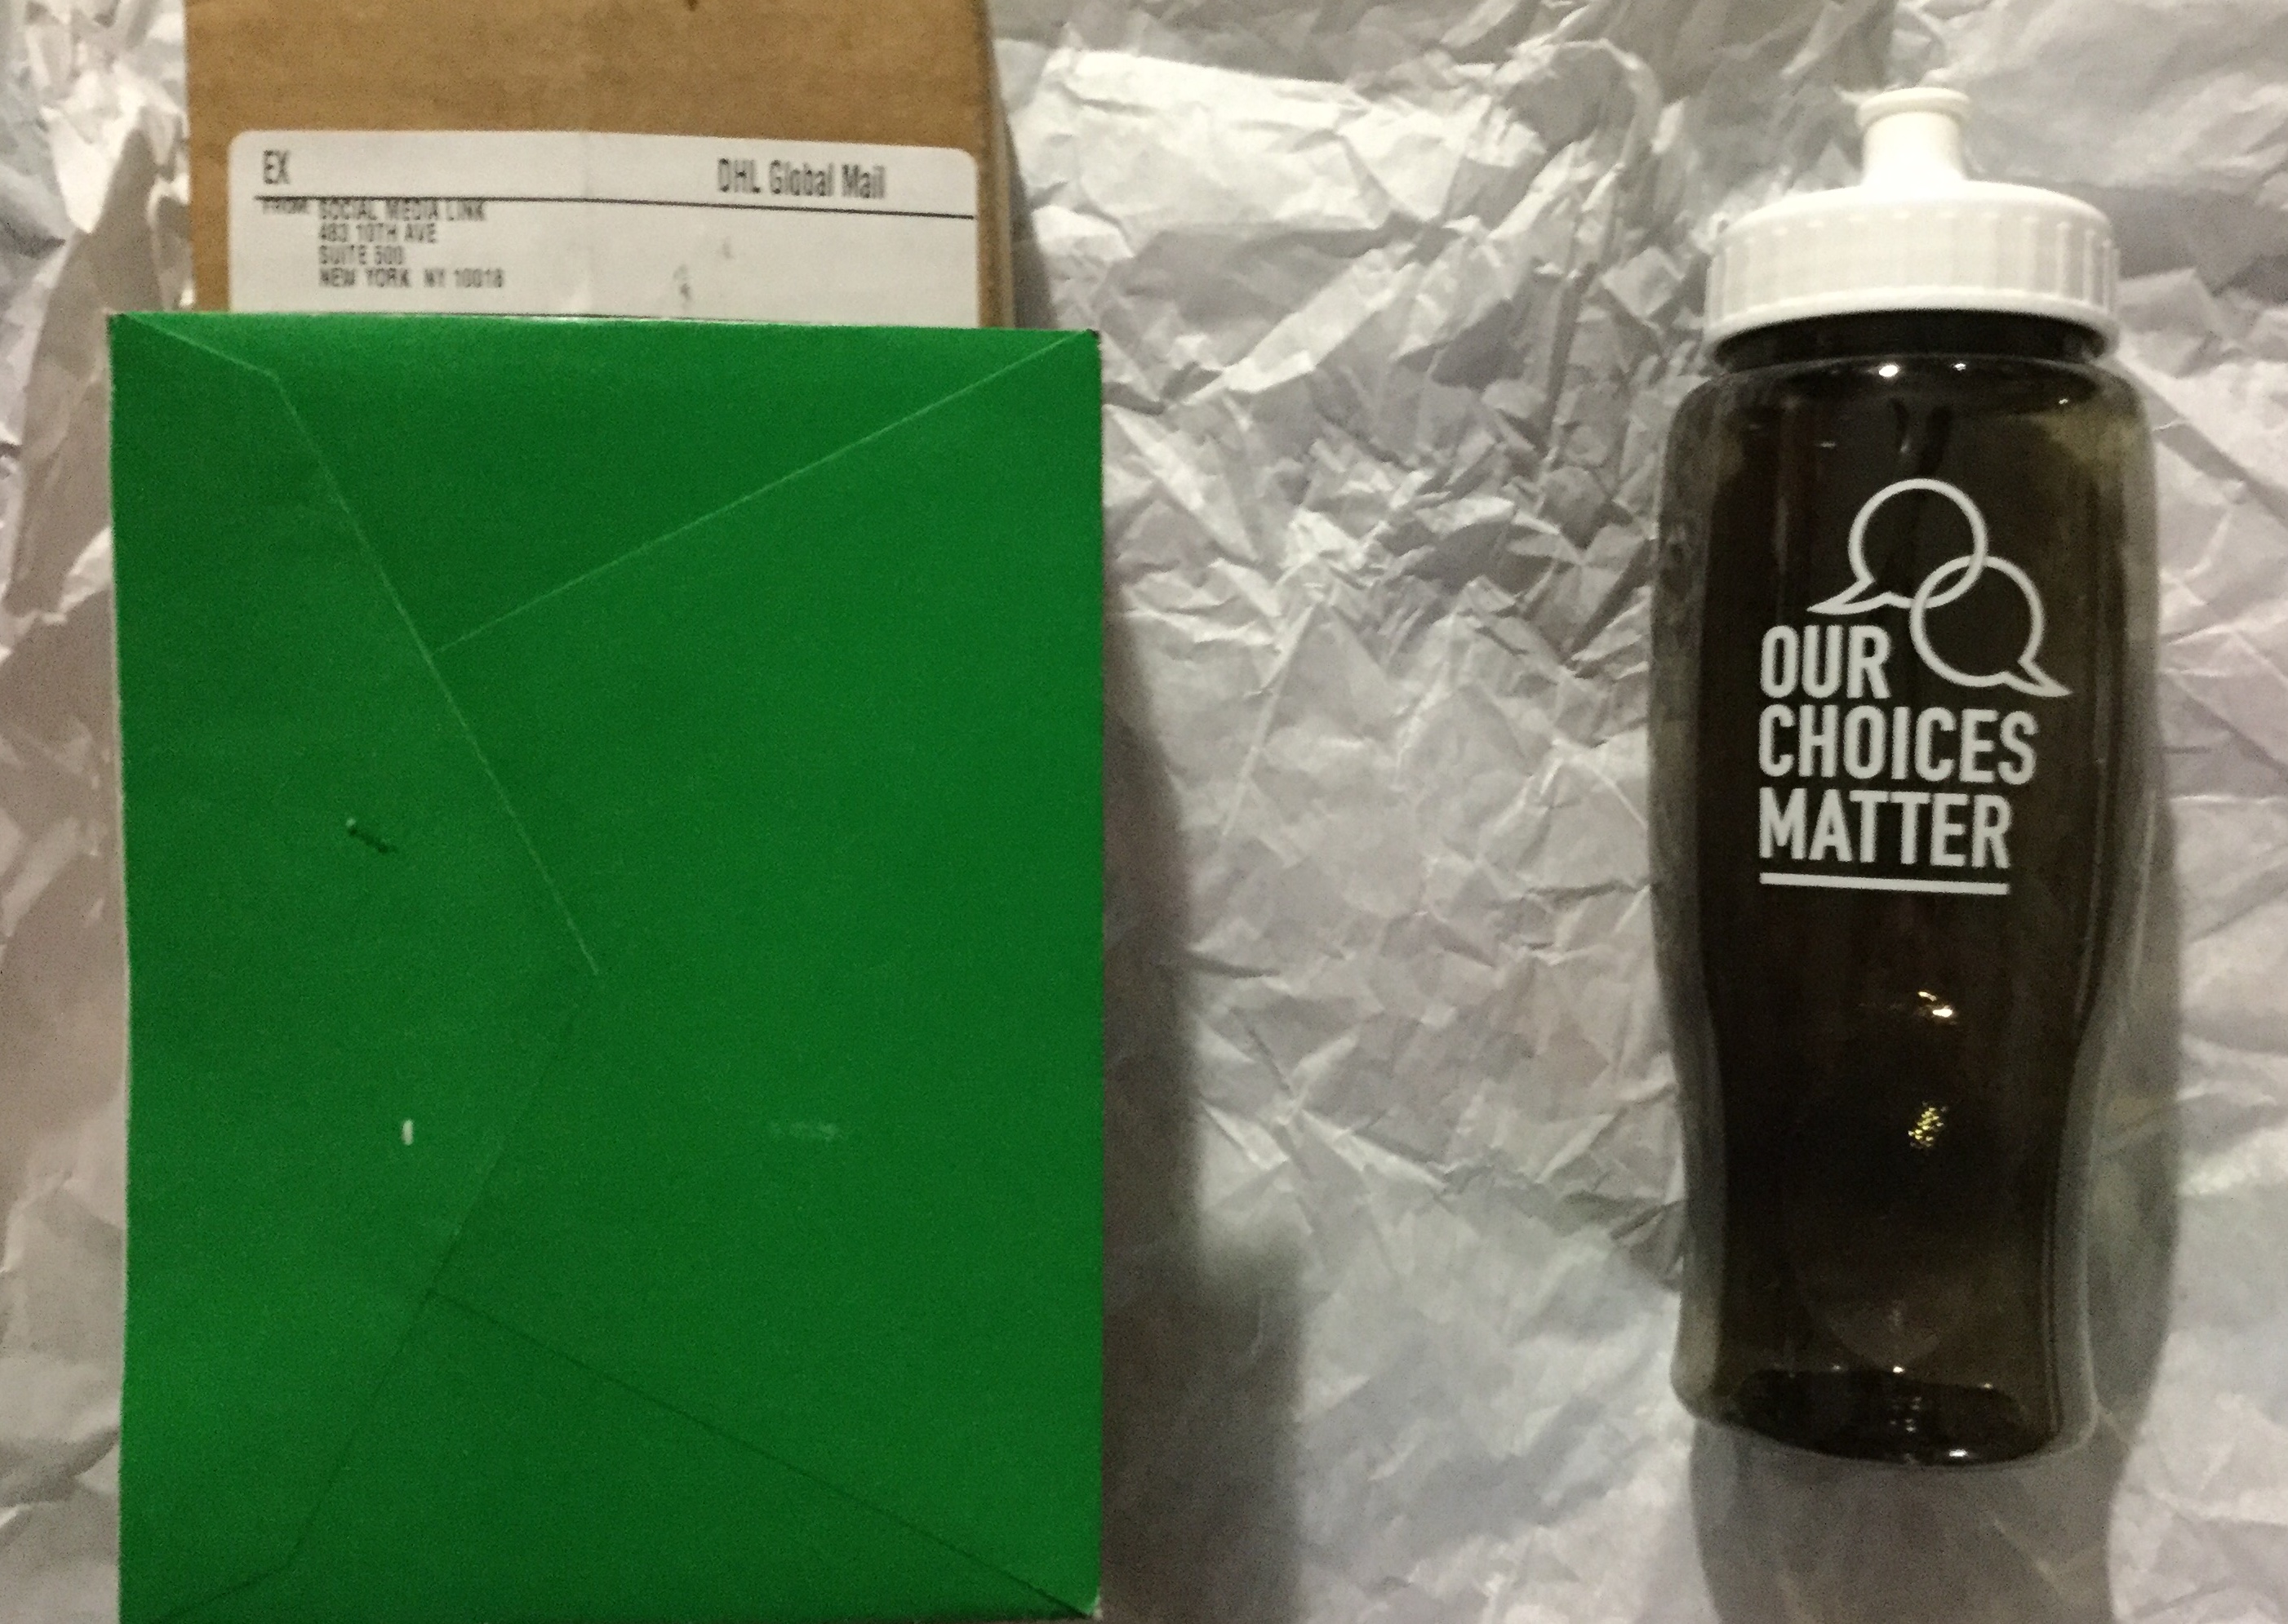 EX
DHL Global Mail
FROM: SOCIAL MEDIA LINK
483 10TH AVE
SUITE 500
NEW YORK NY 10018
OUR
CHOICES
MATTER